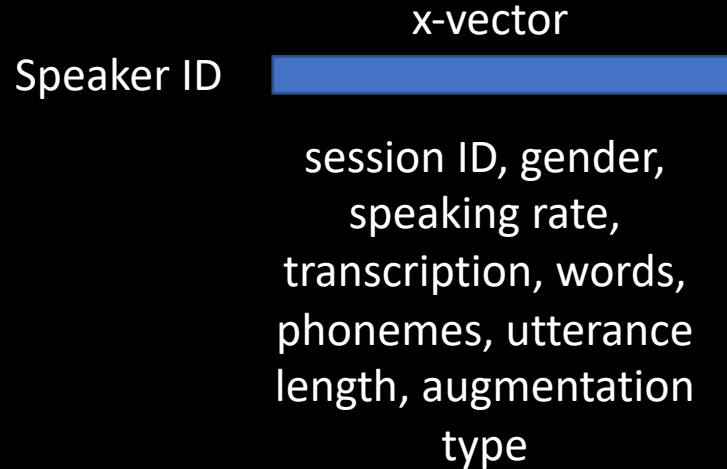 x-vector
Speaker ID
session ID, gender,
speaking rate,
transcription, words,
phonemes, utterance
length, augmentation
type